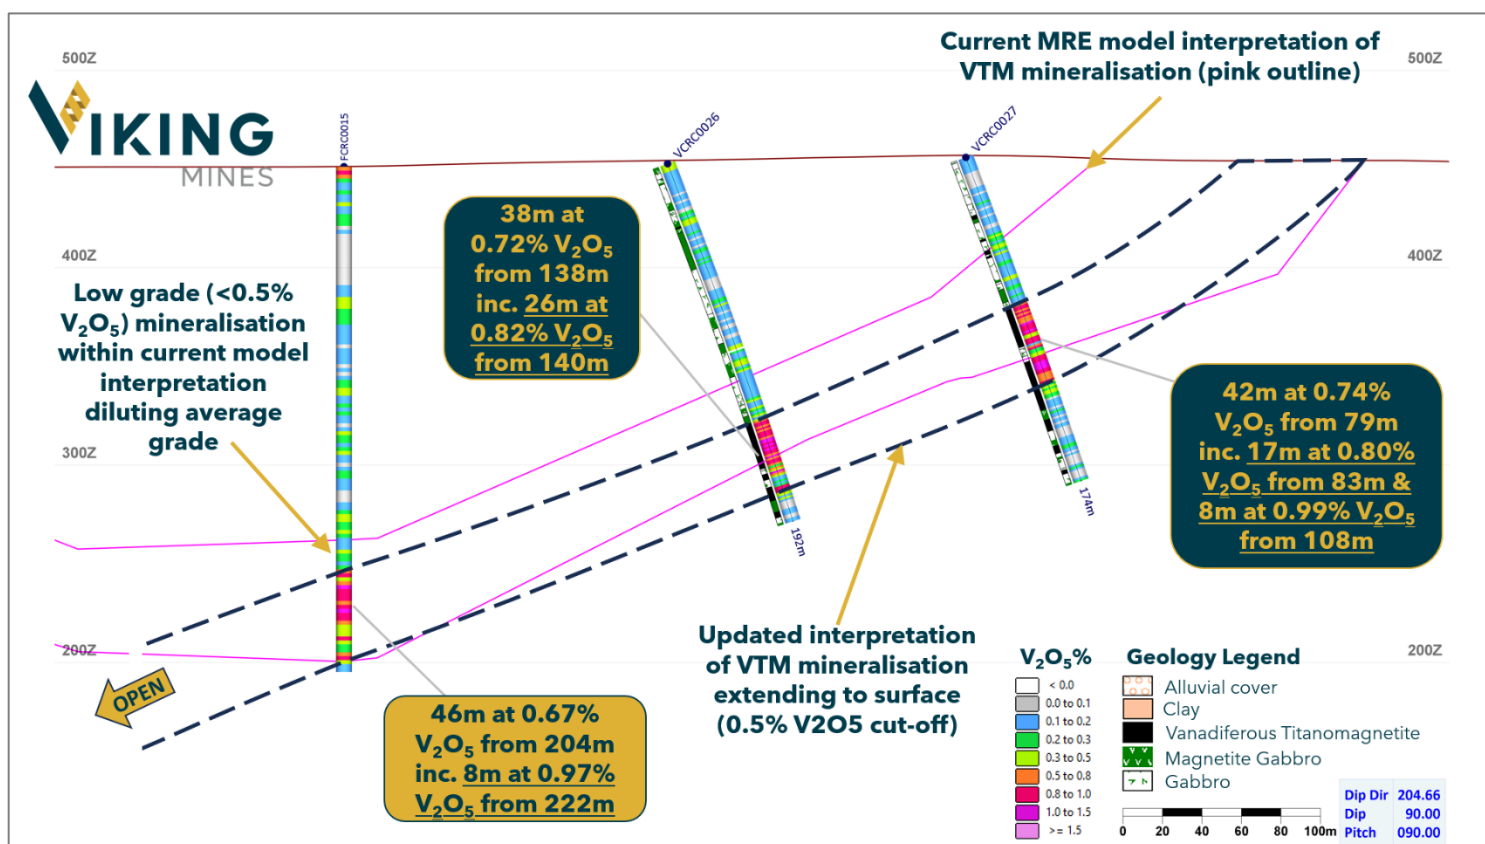 Current MRE model interpretation of
VTM mineralisation (pink outline)
500Z
500Z
VIKING
MINES
FCRC0015
VCRC0026
VCRC0027
400Z
400Z
38m at
0.72% V₂O₅
from 138m
inc. 26m at
0.82% V₂O₅
from 140m
Low grade (<0.5%
V₂O₅) mineralisation
within current model
interpretation
diluting average
grade
42m at 0.74%
V₂O₅ from 79m
inc. 17m at 0.80%
V₂O₅ from 83m &
8m at 0.99% V₂O₅
from 108m
300Z
174m
192m
Updated interpretation
of VTM mineralisation
extending to surface
(0.5% V2O5 cut-off)
200Z
200Z
OPEN
46m at 0.67%
V₂O₅ from 204m
inc. 8m at 0.97%
V₂O₅ from 222m
V₂O₅%
< 0.0
0.0 to 0.1
0.1 to 0.2
0.2 to 0.3
0.3 to 0.5
0.5 to 0.8
0.8 to 1.0
1.0 to 1.5
>= 1.5
Geology Legend
Alluvial cover
Clay
Vanadiferous Titanomagnetite
Magnetite Gabbro
Gabbro
0 20 40 60 80 100m
Dip Dir 204.66
Dip 90.00
Pitch 090.00